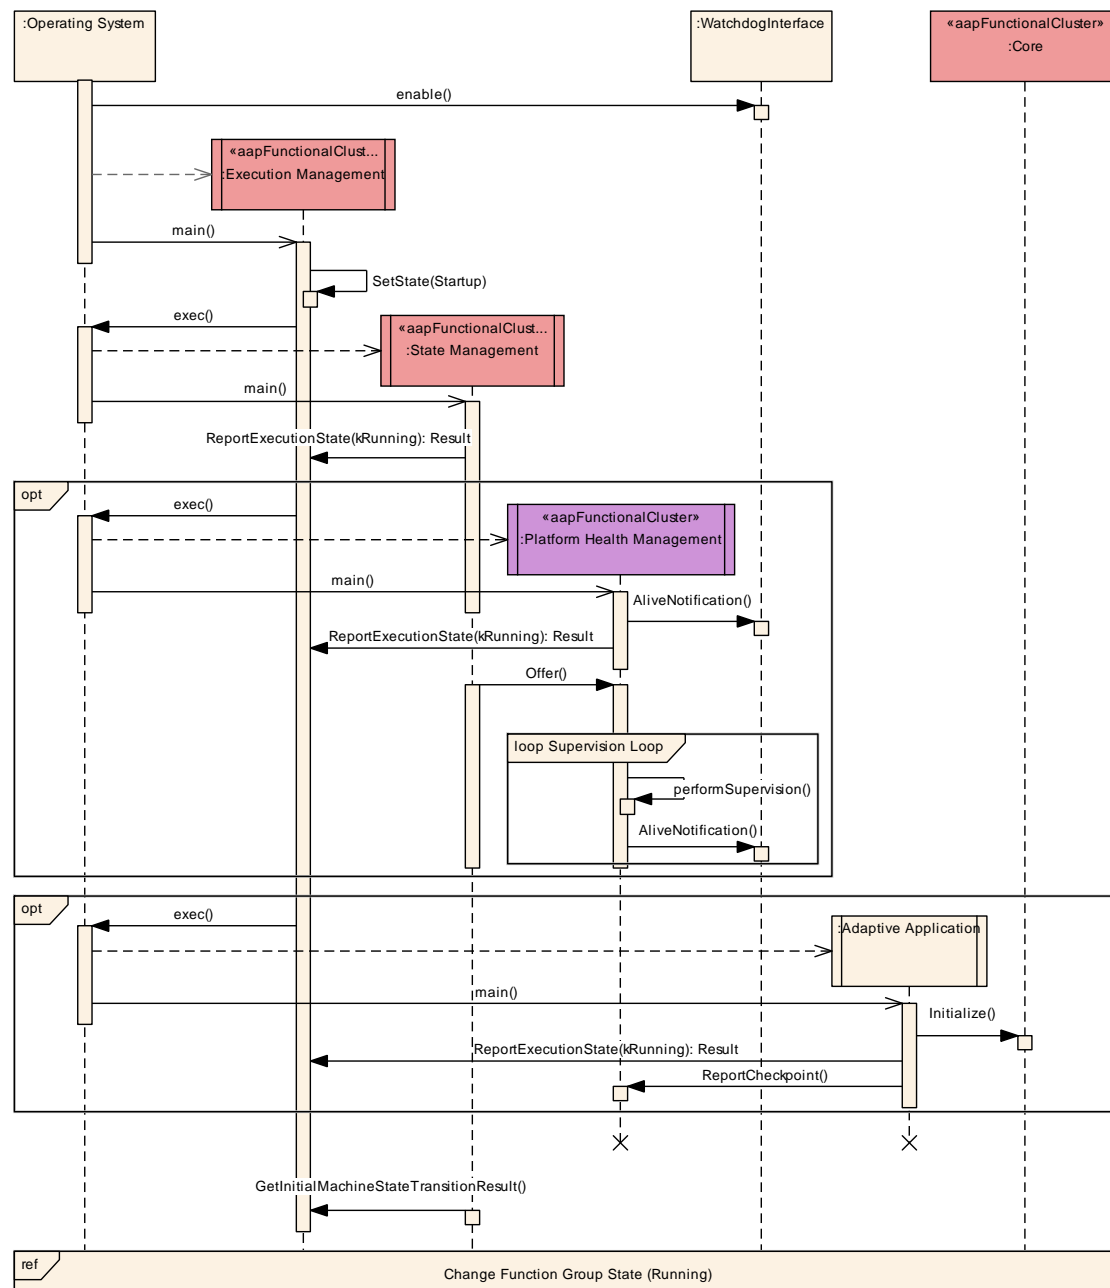 :Operating System
:WatchdogInterface
«aapFunctionalCluster»
:Core
enable()
«aapFunctionalClust...
:Execution Management
main()
SetState(Startup)
exec()
«aapFunctionalClust...
:State Management
main()
ReportExecutionState(kRunning): Result
opt
exec()
«aapFunctionalCluster»
:Platform Health Management
main()
AliveNotification()
ReportExecutionState(kRunning): Result
Offer()
loop Supervision Loop
performSupervision()
AliveNotification()
opt
exec()
:Adaptive Application
main()
Initialize()
ReportExecutionState(kRunning): Result
ReportCheckpoint()
GetInitialMachineStateTransitionResult()
ref
Change Function Group State (Running)